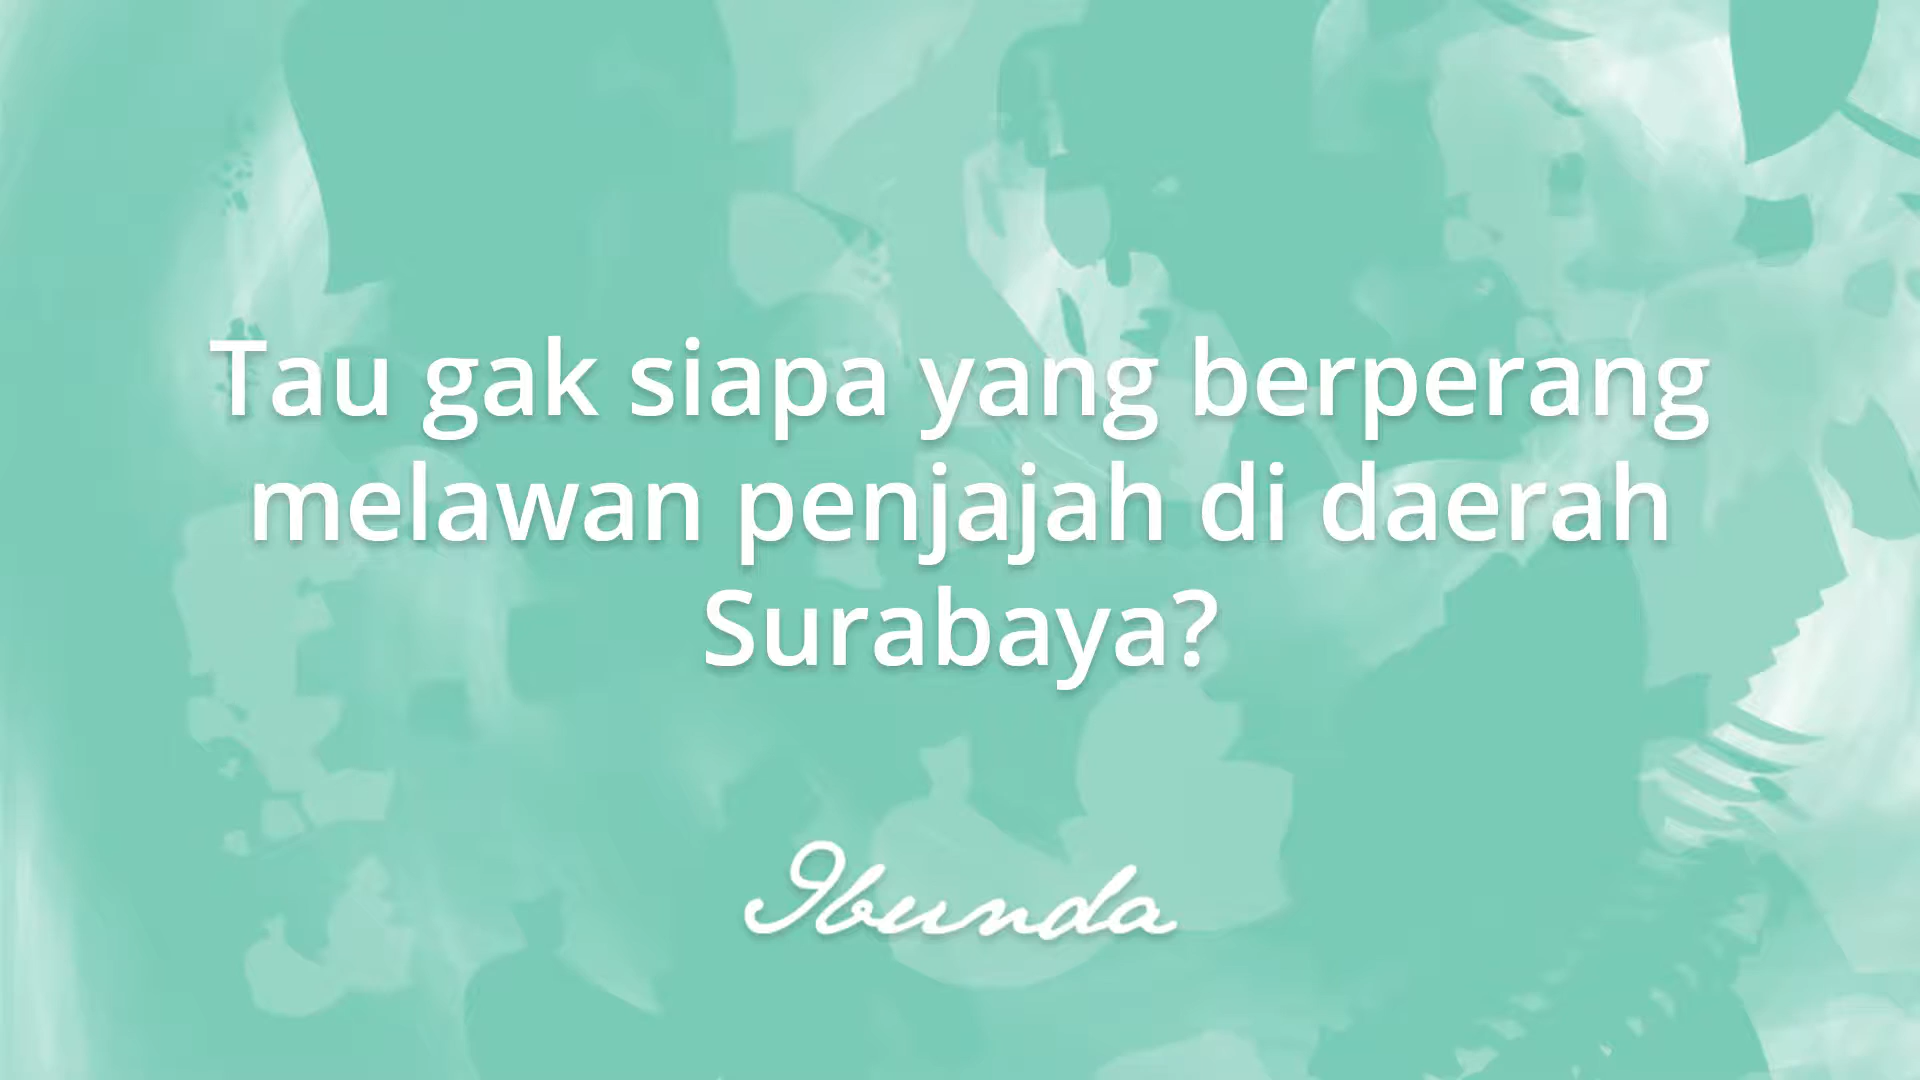 Tau gak siapa yang berperang
melawan penjajah di daerah
Surabaya?
Ibunda